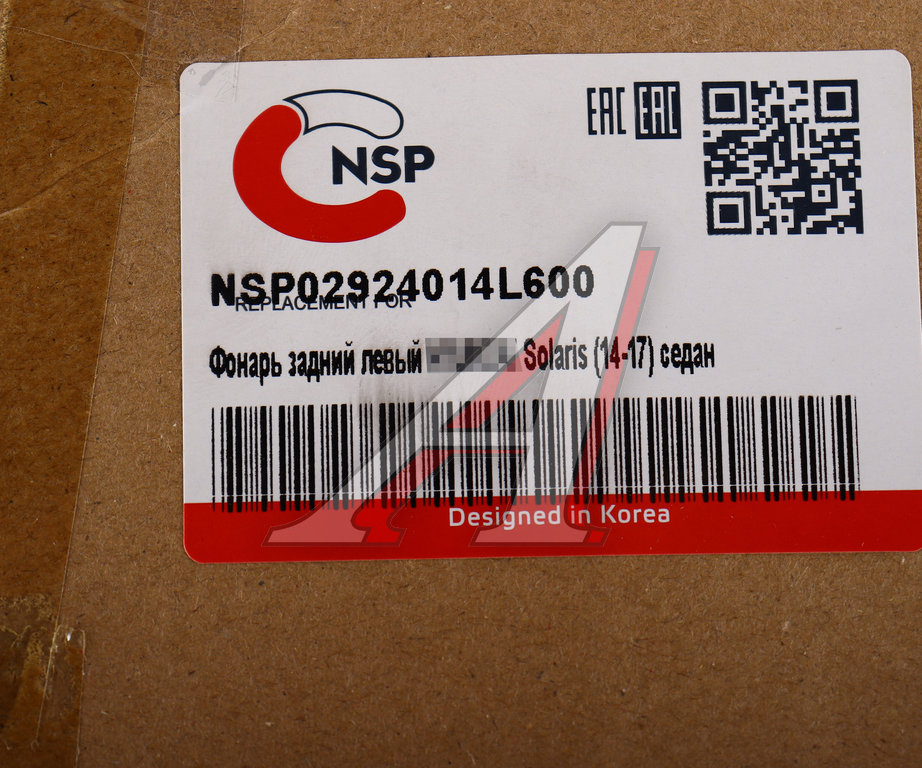 NSP
EAC EAC
NSP02924014L600
REPLACEMENT FOR
Фонарь задний левый Solaris (14-17) седан
Designed in Korea